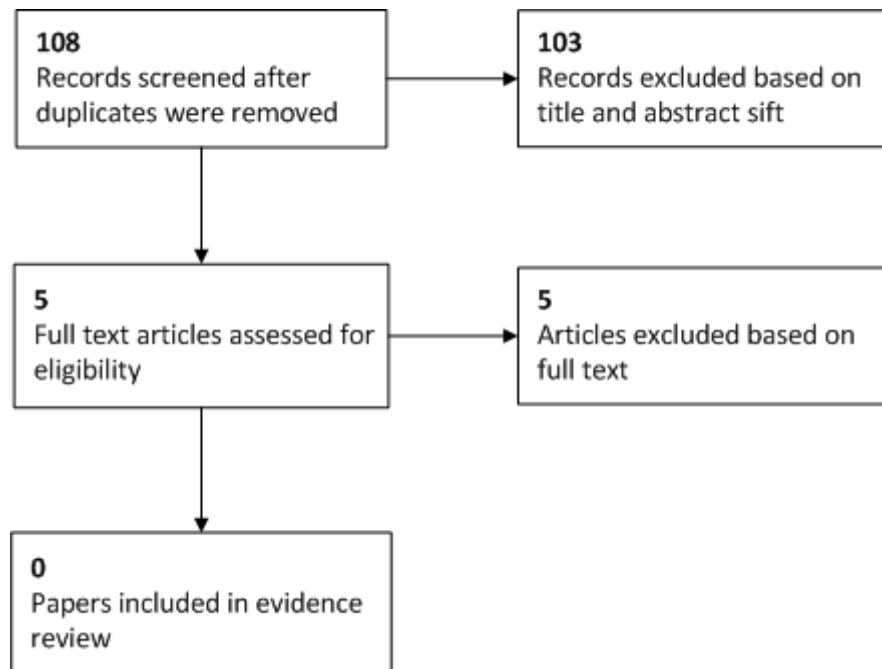 108
Records screened after
duplicates were removed
103
Records excluded based on
title and abstract sift
5
Full text articles assessed for
eligibility
5
Articles excluded based on
full text
0
Papers included in evidence
review